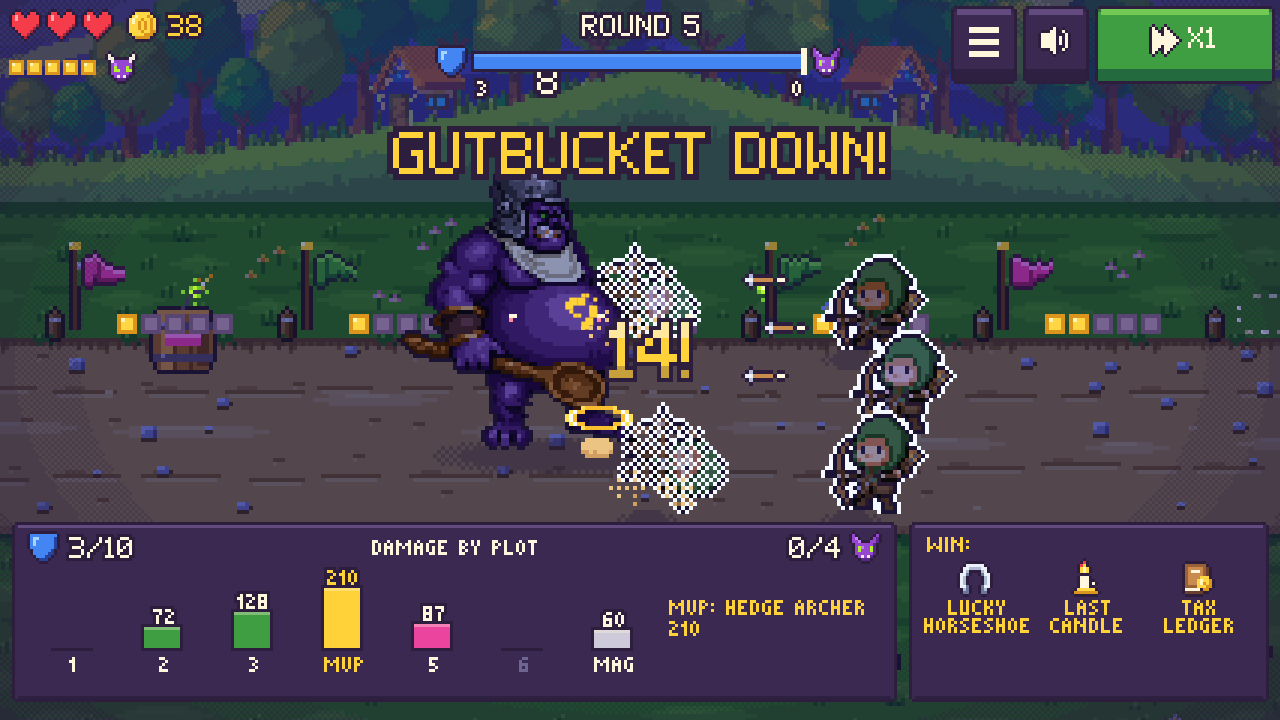 38
ROUND 5
X1
3
8
0
GUTBUCKET DOWN!
14!
3/10
DAMAGE BY PLOT
0/4
72
128
210
87
60
1
2
3
MVP
5
6
MAG
MVP: HEDGE ARCHER
210
WIN:
LUCKY
HORSESHOE
LAST
CANDLE
TAX
LEDGER